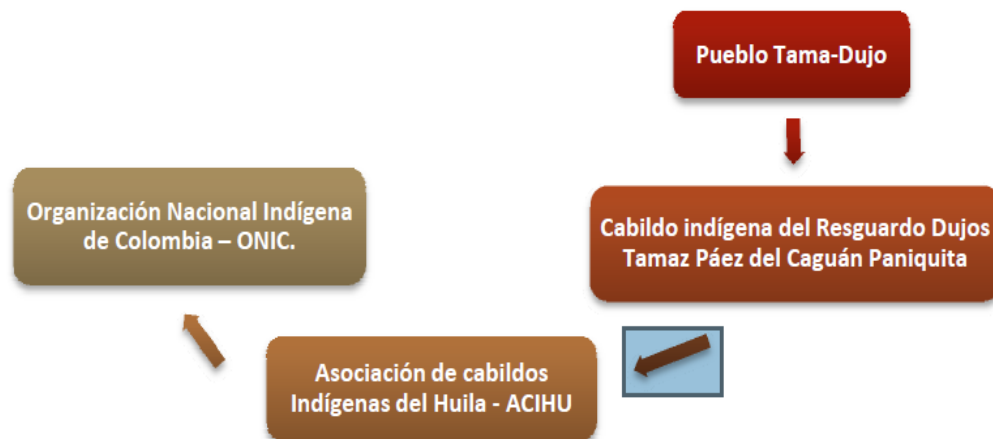 Pueblo Tama-Dujo
Cabildo indígena del Resguardo Dujos
Tamaz Páez del Caguán Paniquita
Asociación de cabildos
Indígenas del Huila - ACIHU
Organización Nacional Indígena
de Colombia – ONIC.